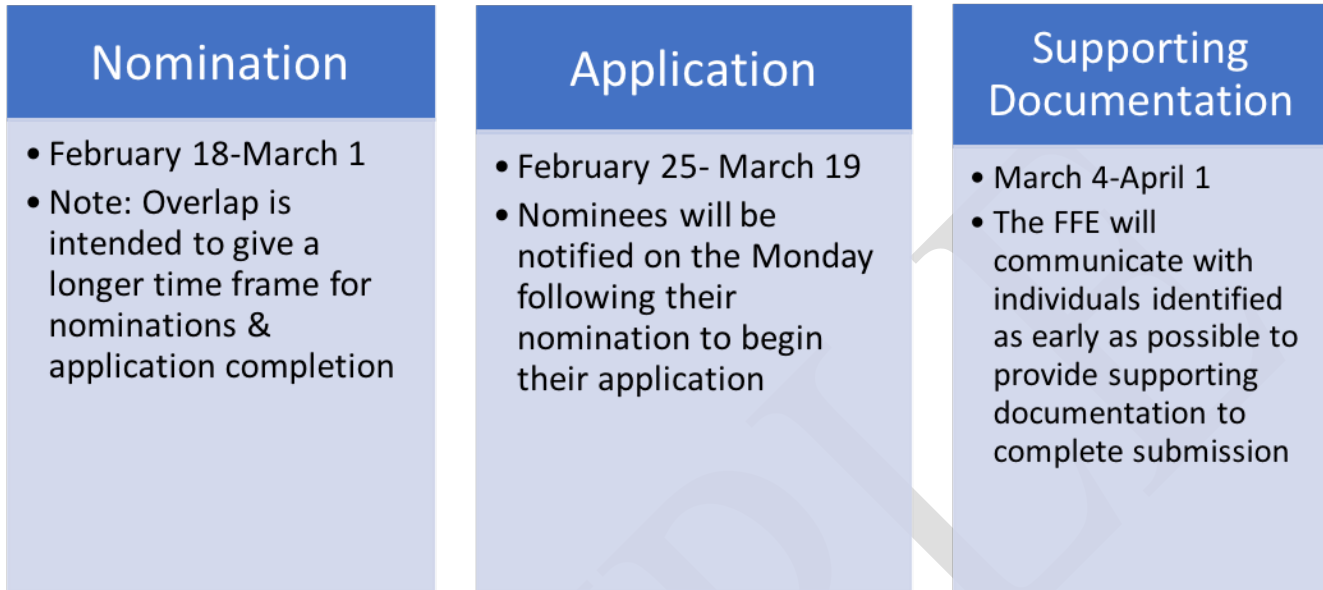 Nomination
• February 18-March 1
• Note: Overlap is
intended to give a
longer time frame for
nominations &
application completion
Application
• February 25- March 19
• Nominees will be
notified on the Monday
following their
nomination to begin
their application
Supporting
Documentation
• March 4-April 1
• The FFE will
communicate with
individuals identified
as early as possible to
provide supporting
documentation to
complete submission